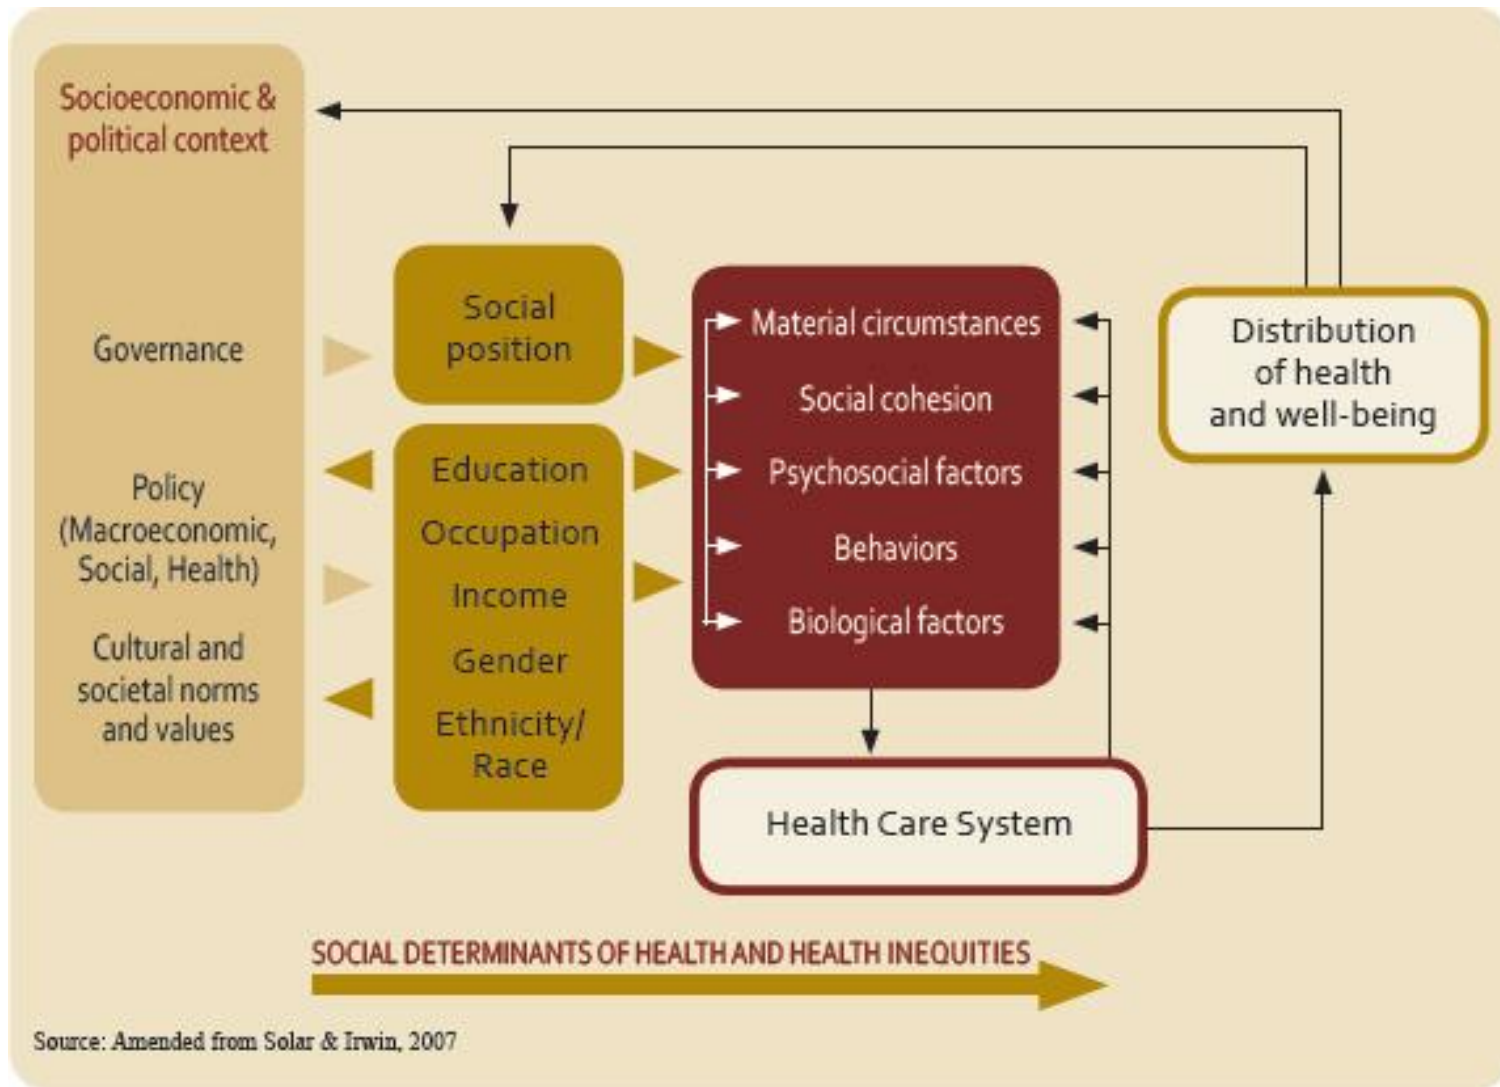 Socioeconomic &
political context
Governance
Policy
(Macroeconomic,
Social, Health)
Cultural and
societal norms
and values
Social
position
Education
Occupation
Income
Gender
Ethnicity/
Race
Material circumstances
Social cohesion
Psychosocial factors
Behaviors
Biological factors
Distribution
of health
and well-being
Health Care System
SOCIAL DETERMINANTS OF HEALTH AND HEALTH INEQUITIES
Source: Amended from Solar & Irwin, 2007